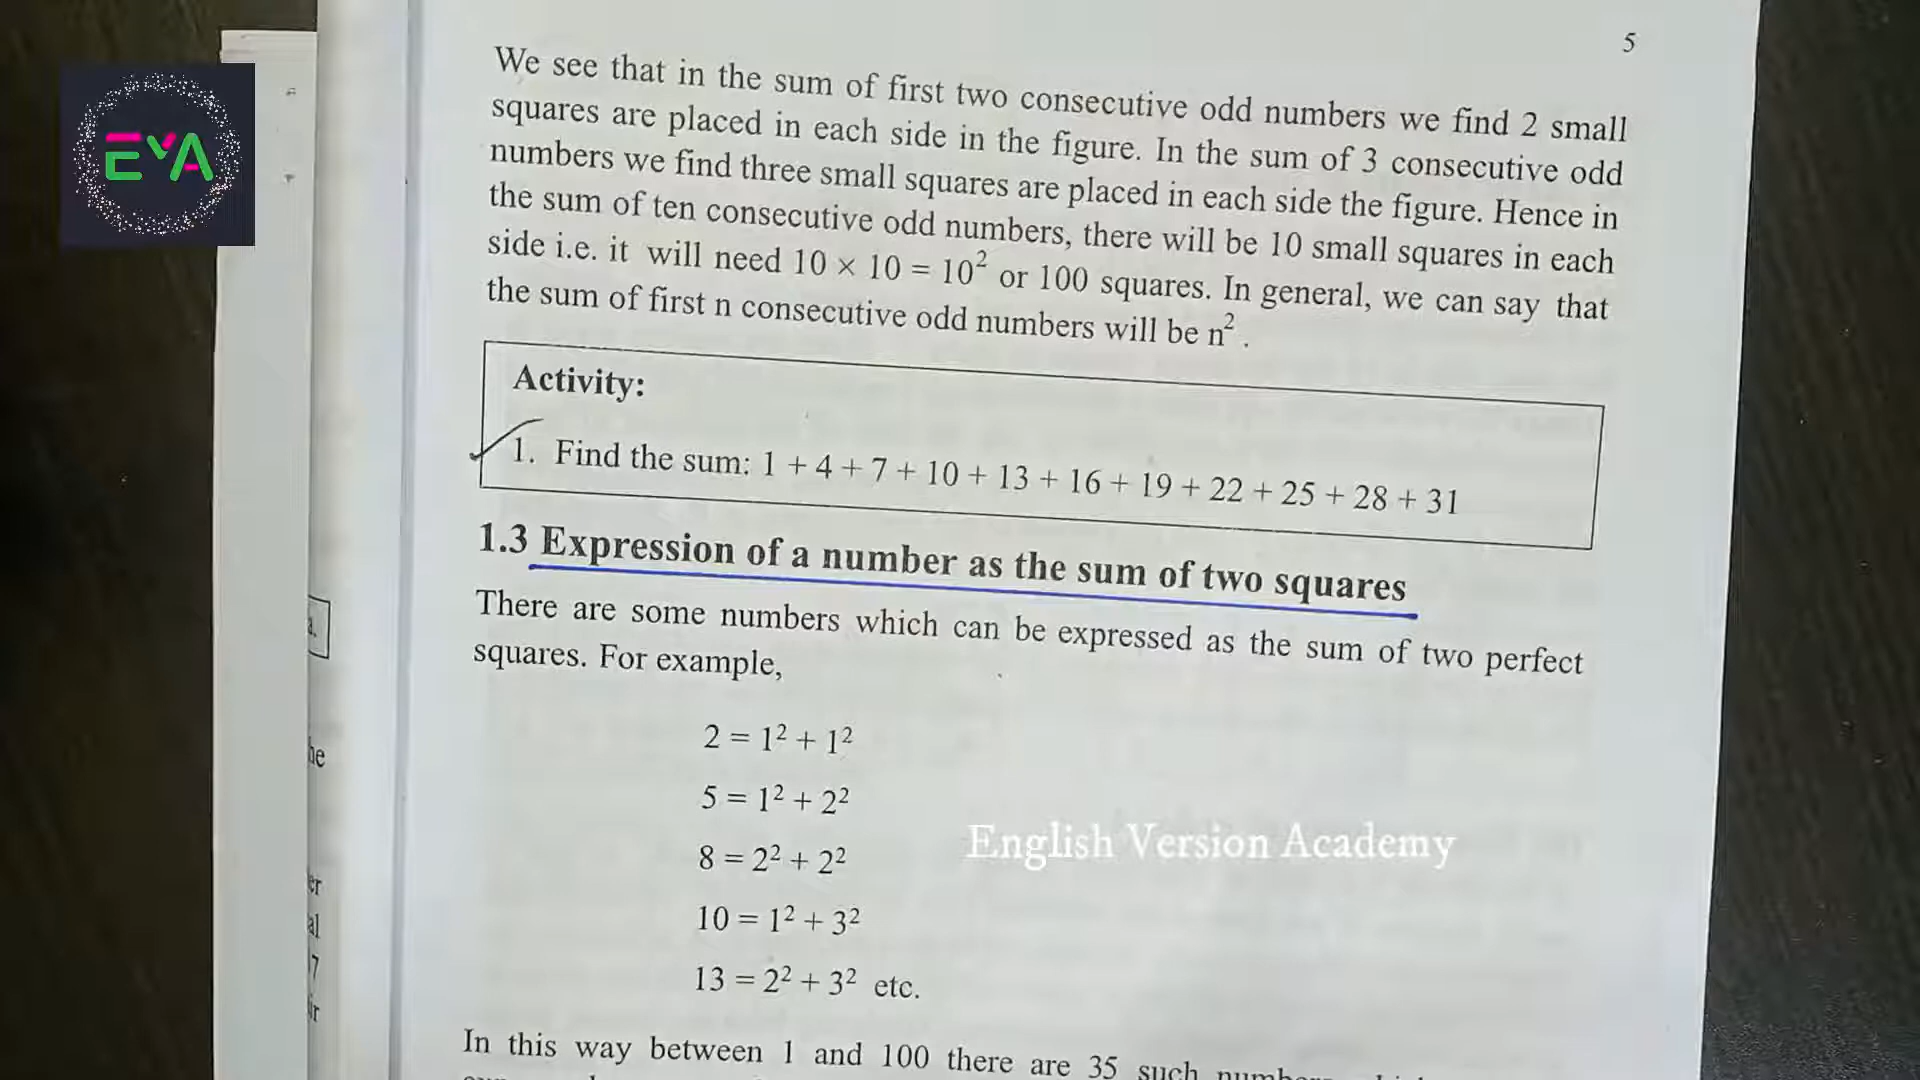 5
EYA
We see that in the sum of first two consecutive odd numbers we find 2 small
squares are placed in each side in the figure. In the sum of 3 consecutive odd
numbers we find three small squares are placed in each side the figure. Hence in
the sum of ten consecutive odd numbers, there will be 10 small squares in each
side i.e. it will need 10 × 10 = 10² or 100 squares. In general, we can say that
the sum of first n consecutive odd numbers will be n².
Activity:
1. Find the sum: 1 + 4 + 7 + 10 + 13 + 16 + 19 + 22 + 25 + 28 + 31
1.3 Expression of a number as the sum of two squares
There are some numbers which can be expressed as the sum of two perfect
squares. For example,
2 = 1² + 1²
5 = 1² + 2²
8 = 2² + 2²
English Version Academy
10 = 1² + 3²
13 = 2² + 3² etc.
In this way between 1 and 100 there are 35 such